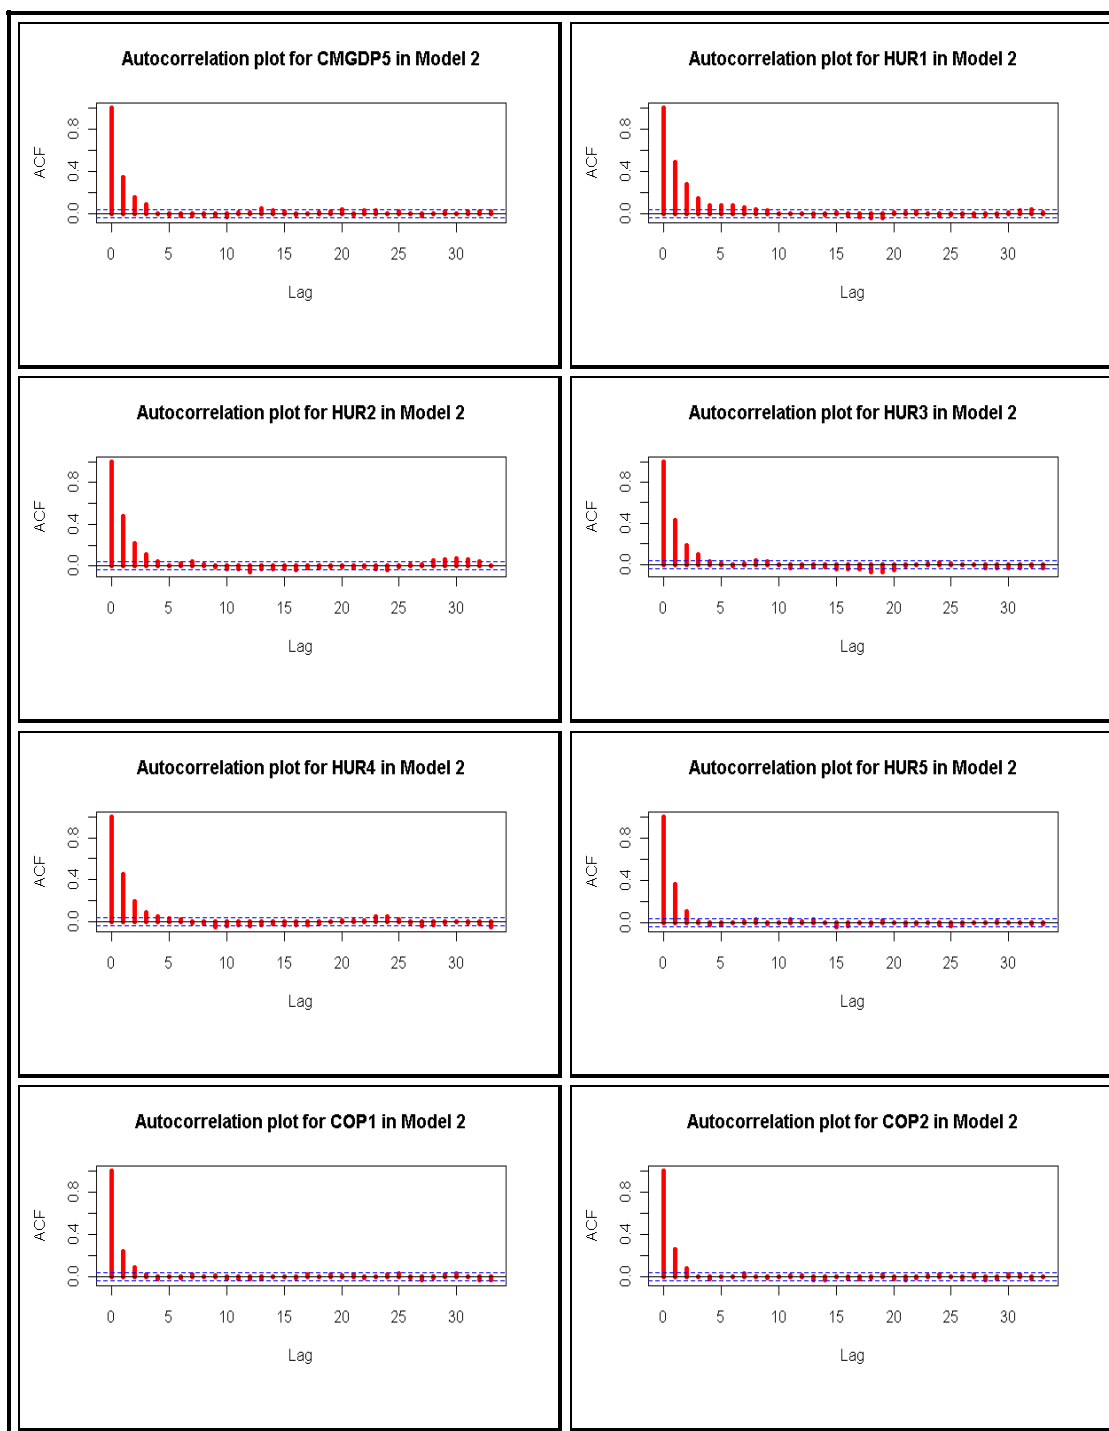 Autocorrelation plot for CMGDP5 in Model 2
ACF
0.0 0.4 0.8
0 5 10 15 20 25 30
Lag
Autocorrelation plot for HUR1 in Model 2
ACF
0.0 0.4 0.8
0 5 10 15 20 25 30
Lag
Autocorrelation plot for HUR2 in Model 2
ACF
0.0 0.4 0.8
0 5 10 15 20 25 30
Lag
Autocorrelation plot for HUR3 in Model 2
ACF
0.0 0.4 0.8
0 5 10 15 20 25 30
Lag
Autocorrelation plot for HUR4 in Model 2
ACF
0.0 0.4 0.8
0 5 10 15 20 25 30
Lag
Autocorrelation plot for HUR5 in Model 2
ACF
0.0 0.4 0.8
0 5 10 15 20 25 30
Lag
Autocorrelation plot for COP1 in Model 2
ACF
0.0 0.4 0.8
0 5 10 15 20 25 30
Lag
Autocorrelation plot for COP2 in Model 2
ACF
0.0 0.4 0.8
0 5 10 15 20 25 30
Lag